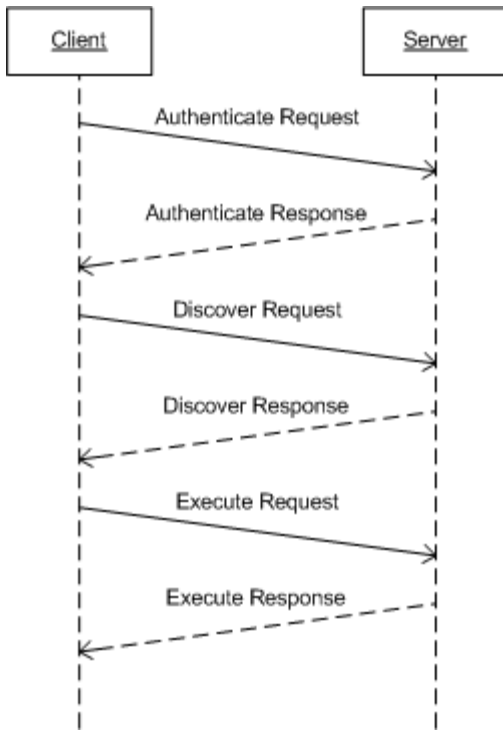 Client
Server
Authenticate Request
Authenticate Response
Discover Request
Discover Response
Execute Request
Execute Response